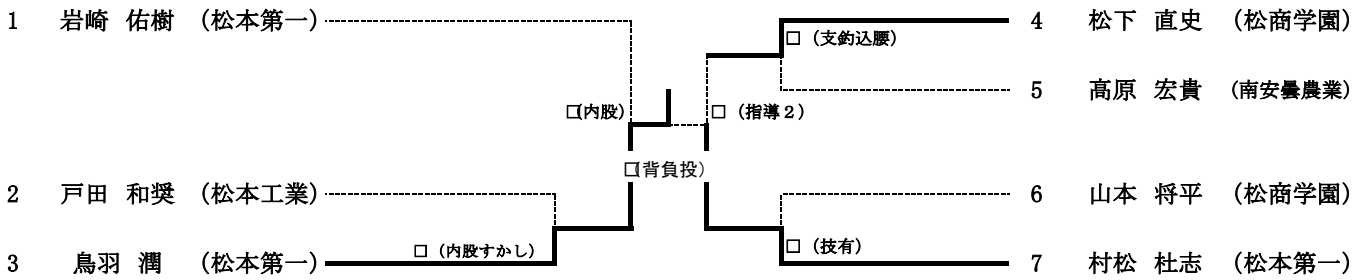 1 岩崎 佑樹 (松本第一)
4 松下 直史 (松商学園)
□ (支釣込腰)
5 高原 宏貴 (南安曇農業)
□(内股)
□ (指導2)
□(背負投)
2 戸田 和奨 (松本工業)
6 山本 将平 (松商学園)
□ (内股すかし)
□ (技有)
3 鳥羽 潤 (松本第一)
7 村松 杜志 (松本第一)